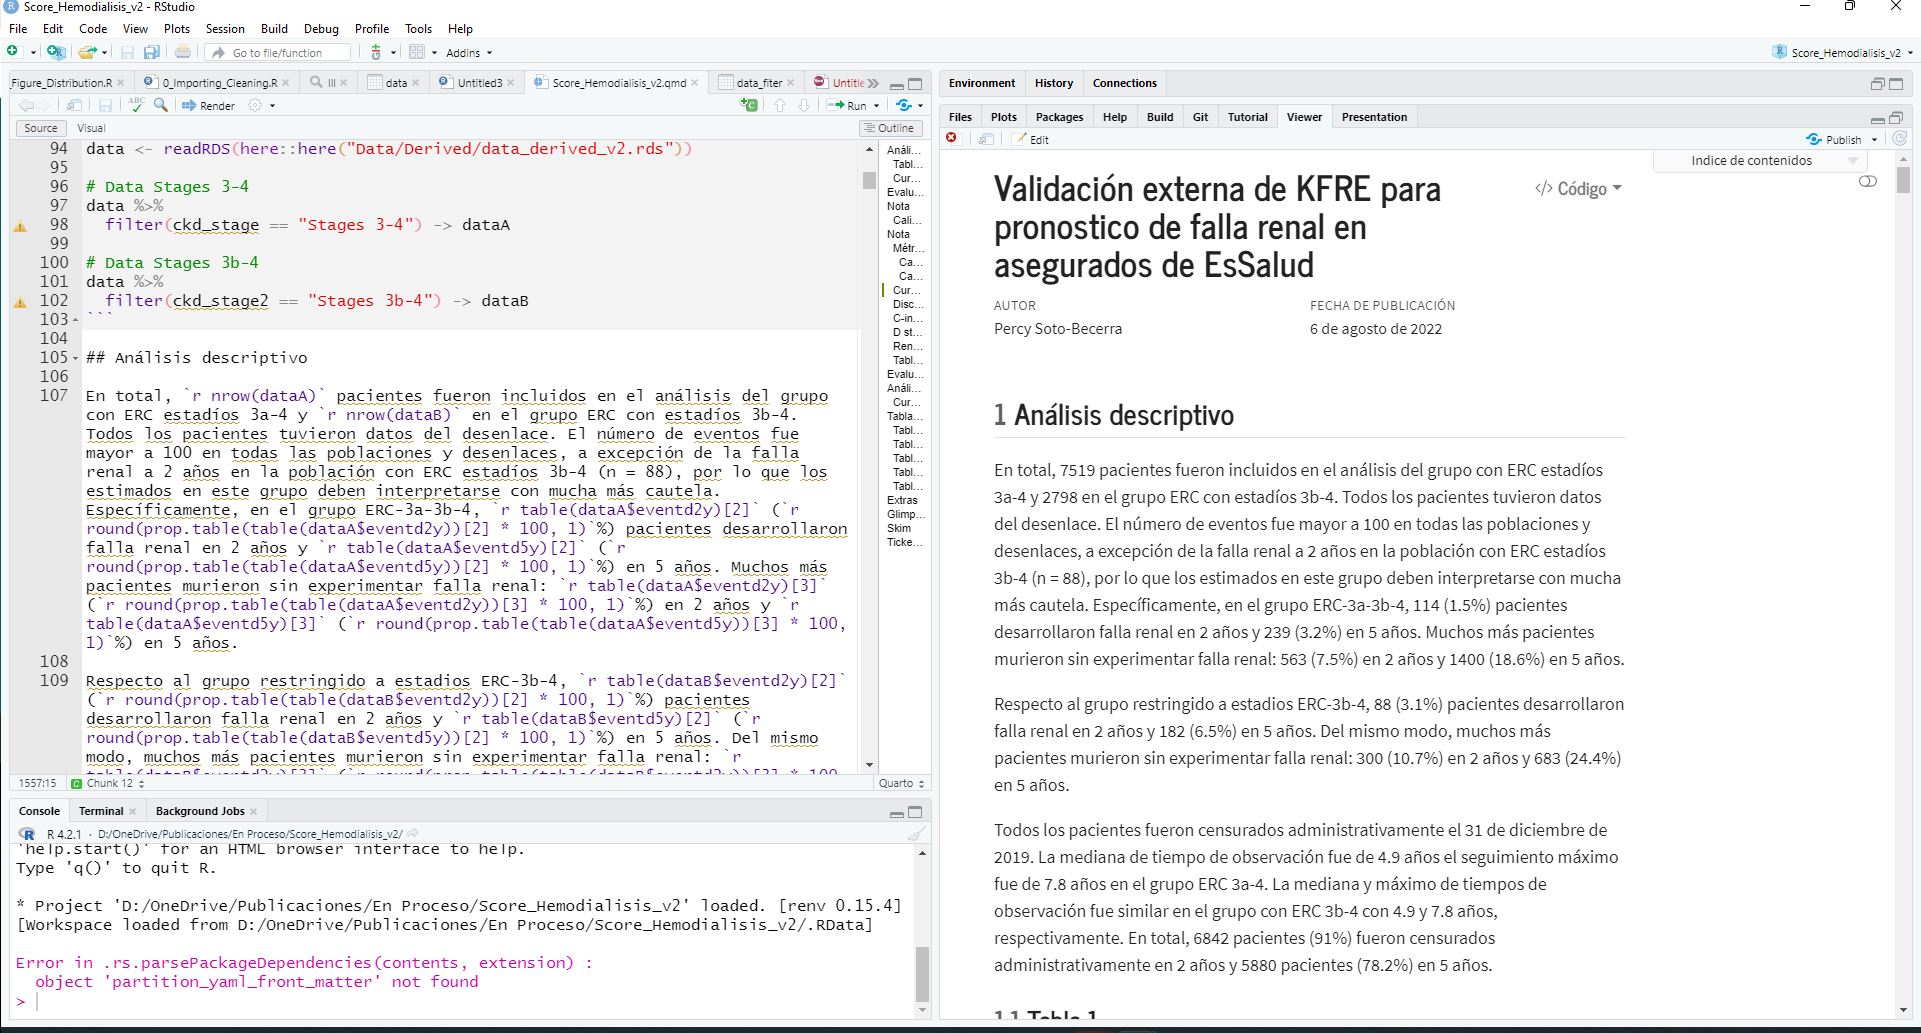 Score_Hemodialisis_v2 - RStudio
File Edit Code View Plots Session Build Debug Profile Tools Help
Go to file/function Addins Score_Hemodialisis_v2
Figure_Distribution.R 0_Importing_Cleaning.R III data Untitled3 Score_Hemodialisis_v2.qmd data_fiter Untitle
ABC Render Run
Source Visual Outline
94 data <- readRDS(here::here("Data/Derived/data_derived_v2.rds"))
95
96 # Data Stages 3-4
97 data %>%
98 filter(ckd_stage == "Stages 3-4") -> dataA
99
100 # Data Stages 3b-4
101 data %>%
102 filter(ckd_stage2 == "Stages 3b-4") -> dataB
103 ```
104
105 ## Análisis descriptivo
106
107 En total, `r nrow(dataA)` pacientes fueron incluidos en el análisis del grupo
con ERC estadíos 3a-4 y `r nrow(dataB)` en el grupo ERC con estadíos 3b-4.
Todos los pacientes tuvieron datos del desenlace. El número de eventos fue
mayor a 100 en todas las poblaciones y desenlaces, a excepción de la falla
renal a 2 años en la población con ERC estadíos 3b-4 (n = 88), por lo que los
estimados en este grupo deben interpretarse con mucha más cautela.
Específicamente, en el grupo ERC-3a-3b-4, `r table(dataA$eventd2y)[2]` (`r
round(prop.table(table(dataA$eventd2y))[2] * 100, 1)`%) pacientes desarrollaron
falla renal en 2 años y `r table(dataA$eventd5y)[2]` (`r
round(prop.table(table(dataA$eventd5y))[2] * 100, 1)`%) en 5 años. Muchos más
pacientes murieron sin experimentar falla renal: `r table(dataA$eventd2y)[3]`
(`r round(prop.table(table(dataA$eventd2y))[3] * 100, 1)`%) en 2 años y `r
table(dataA$eventd5y)[3]` (`r round(prop.table(table(dataA$eventd5y))[3] * 100,
1)`%) en 5 años.
108
109 Respecto al grupo restringido a estadios ERC-3b-4, `r table(dataB$eventd2y)[2]`
(`r round(prop.table(table(dataB$eventd2y))[2] * 100, 1)`%) pacientes
desarrollaron falla renal en 2 años y `r table(dataB$eventd5y)[2]` (`r
round(prop.table(table(dataB$eventd5y))[2] * 100, 1)`%) en 5 años. Del mismo
modo, muchos más pacientes murieron sin experimentar falla renal: `r
table(dataB$eventd2y)[3]` (`r round(prop.table(table(dataB$eventd2y))[3] * 100
Análi...
Tabl...
Cur...
Evalu...
Nota
Cali...
Nota
Métr...
Ca...
Ca...
Cur...
Disc...
C-in...
D st...
Ren...
Tabl...
Evalu...
Análi...
Cur...
Tabla...
Tabl...
Tabl...
Tabl...
Tabl...
Tabl...
Extras
Glimp...
Skim
Ticke...
1557:15 Chunk 12 Quarto
Console Terminal Background Jobs
R 4.2.1 · D:/OneDrive/Publicaciones/En Proceso/Score_Hemodialisis_v2/
'help.start()' for an HTML browser interface to help.
Type 'q()' to quit R.
* Project 'D:/OneDrive/Publicaciones/En Proceso/Score_Hemodialisis_v2' loaded. [renv 0.15.4]
[Workspace loaded from D:/OneDrive/Publicaciones/En Proceso/Score_Hemodialisis_v2/.RData]
Error in .rs.parsePackageDependencies(contents, extension) :
object 'partition_yaml_front_matter' not found
>
Environment History Connections
Files Plots Packages Help Build Git Tutorial Viewer Presentation
Edit Publish
Indice de contenidos
Validación externa de KFRE para
pronostico de falla renal en
asegurados de EsSalud
</> Código
AUTOR FECHA DE PUBLICACIÓN
Percy Soto-Becerra 6 de agosto de 2022
1 Análisis descriptivo
En total, 7519 pacientes fueron incluidos en el análisis del grupo con ERC estadíos
3a-4 y 2798 en el grupo ERC con estadíos 3b-4. Todos los pacientes tuvieron datos
del desenlace. El número de eventos fue mayor a 100 en todas las poblaciones y
desenlaces, a excepción de la falla renal a 2 años en la población con ERC estadíos
3b-4 (n = 88), por lo que los estimados en este grupo deben interpretarse con mucha
más cautela. Específicamente, en el grupo ERC-3a-3b-4, 114 (1.5%) pacientes
desarrollaron falla renal en 2 años y 239 (3.2%) en 5 años. Muchos más pacientes
murieron sin experimentar falla renal: 563 (7.5%) en 2 años y 1400 (18.6%) en 5 años.
Respecto al grupo restringido a estadios ERC-3b-4, 88 (3.1%) pacientes desarrollaron
falla renal en 2 años y 182 (6.5%) en 5 años. Del mismo modo, muchos más
pacientes murieron sin experimentar falla renal: 300 (10.7%) en 2 años y 683 (24.4%)
en 5 años.
Todos los pacientes fueron censurados administrativamente el 31 de diciembre de
2019. La mediana de tiempo de observación fue de 4.9 años el seguimiento máximo
fue de 7.8 años en el grupo ERC 3a-4. La mediana y máximo de tiempos de
observación fue similar en el grupo con ERC 3b-4 con 4.9 y 7.8 años,
respectivamente. En total, 6842 pacientes (91%) fueron censurados
administrativamente en 2 años y 5880 pacientes (78.2%) en 5 años.
1.1 Table 1